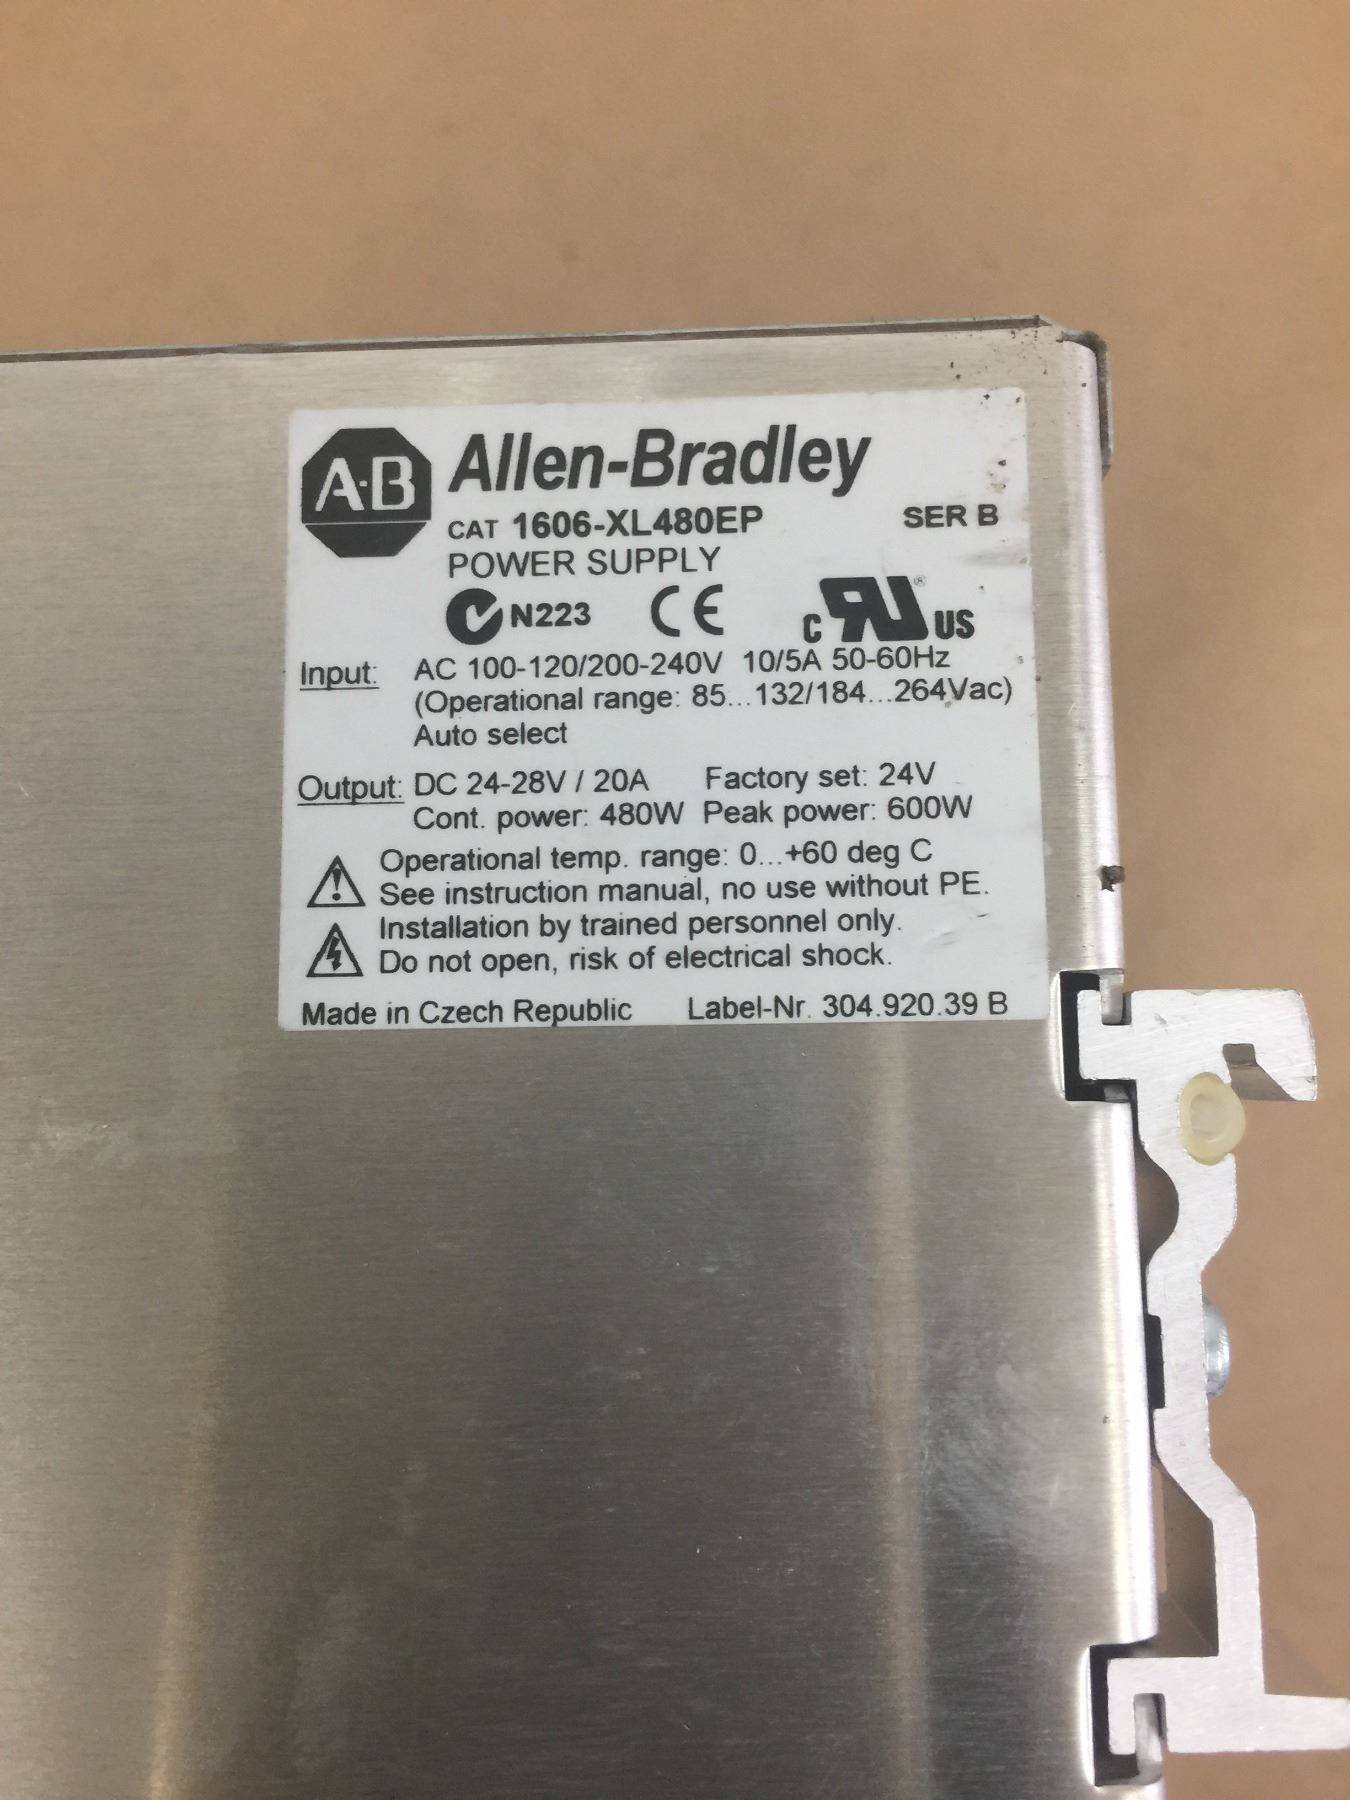 A·B Allen-Bradley
CAT 1606-XL480EP SER B
POWER SUPPLY
N223 CE C RU ® US
Input: AC 100-120/200-240V 10/5A 50-60Hz
(Operational range: 85...132/184...264Vac)
Auto select
Output: DC 24-28V / 20A Factory set: 24V
Cont. power: 480W Peak power: 600W
Operational temp. range: 0...+60 deg C
See instruction manual, no use without PE.
Installation by trained personnel only.
Do not open, risk of electrical shock.
Made in Czech Republic Label-Nr. 304.920.39 B